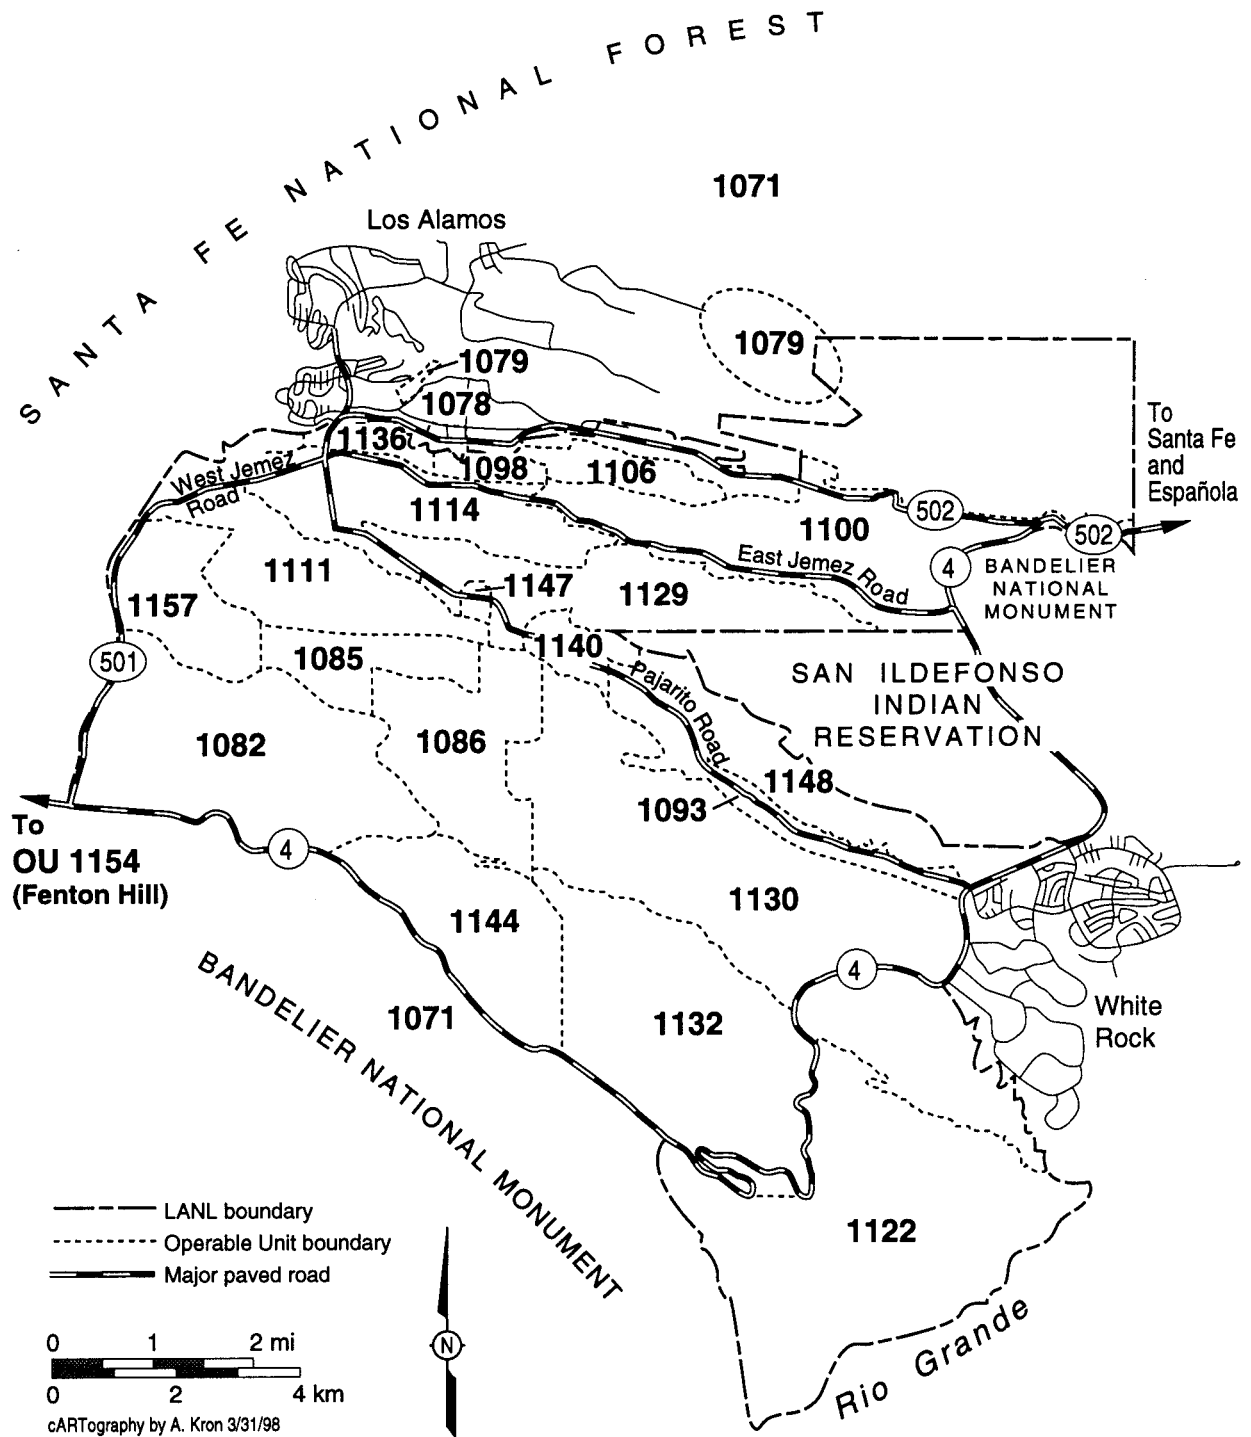 SANTA FE NATIONAL FOREST
1071
Los Alamos
1079
1079
1078
To
Santa Fe
and
Española
1136
1098
1106
West Jemez
Road
1114
1100
502
502
East Jemez Road
4
BANDELIER
NATIONAL
MONUMENT
1111
1147
1129
1157
1140
501
1085
SAN ILDEFONSO
INDIAN
RESERVATION
Pajarito Road
1082
1086
1148
1093
To
OU 1154
(Fenton Hill)
4
1130
1144
4
BANDELIER NATIONAL MONUMENT
1071
1132
White
Rock
1122
LANL boundary
Operable Unit boundary
Major paved road
Rio Grande
N
0 1 2 mi
0 2 4 km
cARTography by A. Kron 3/31/98